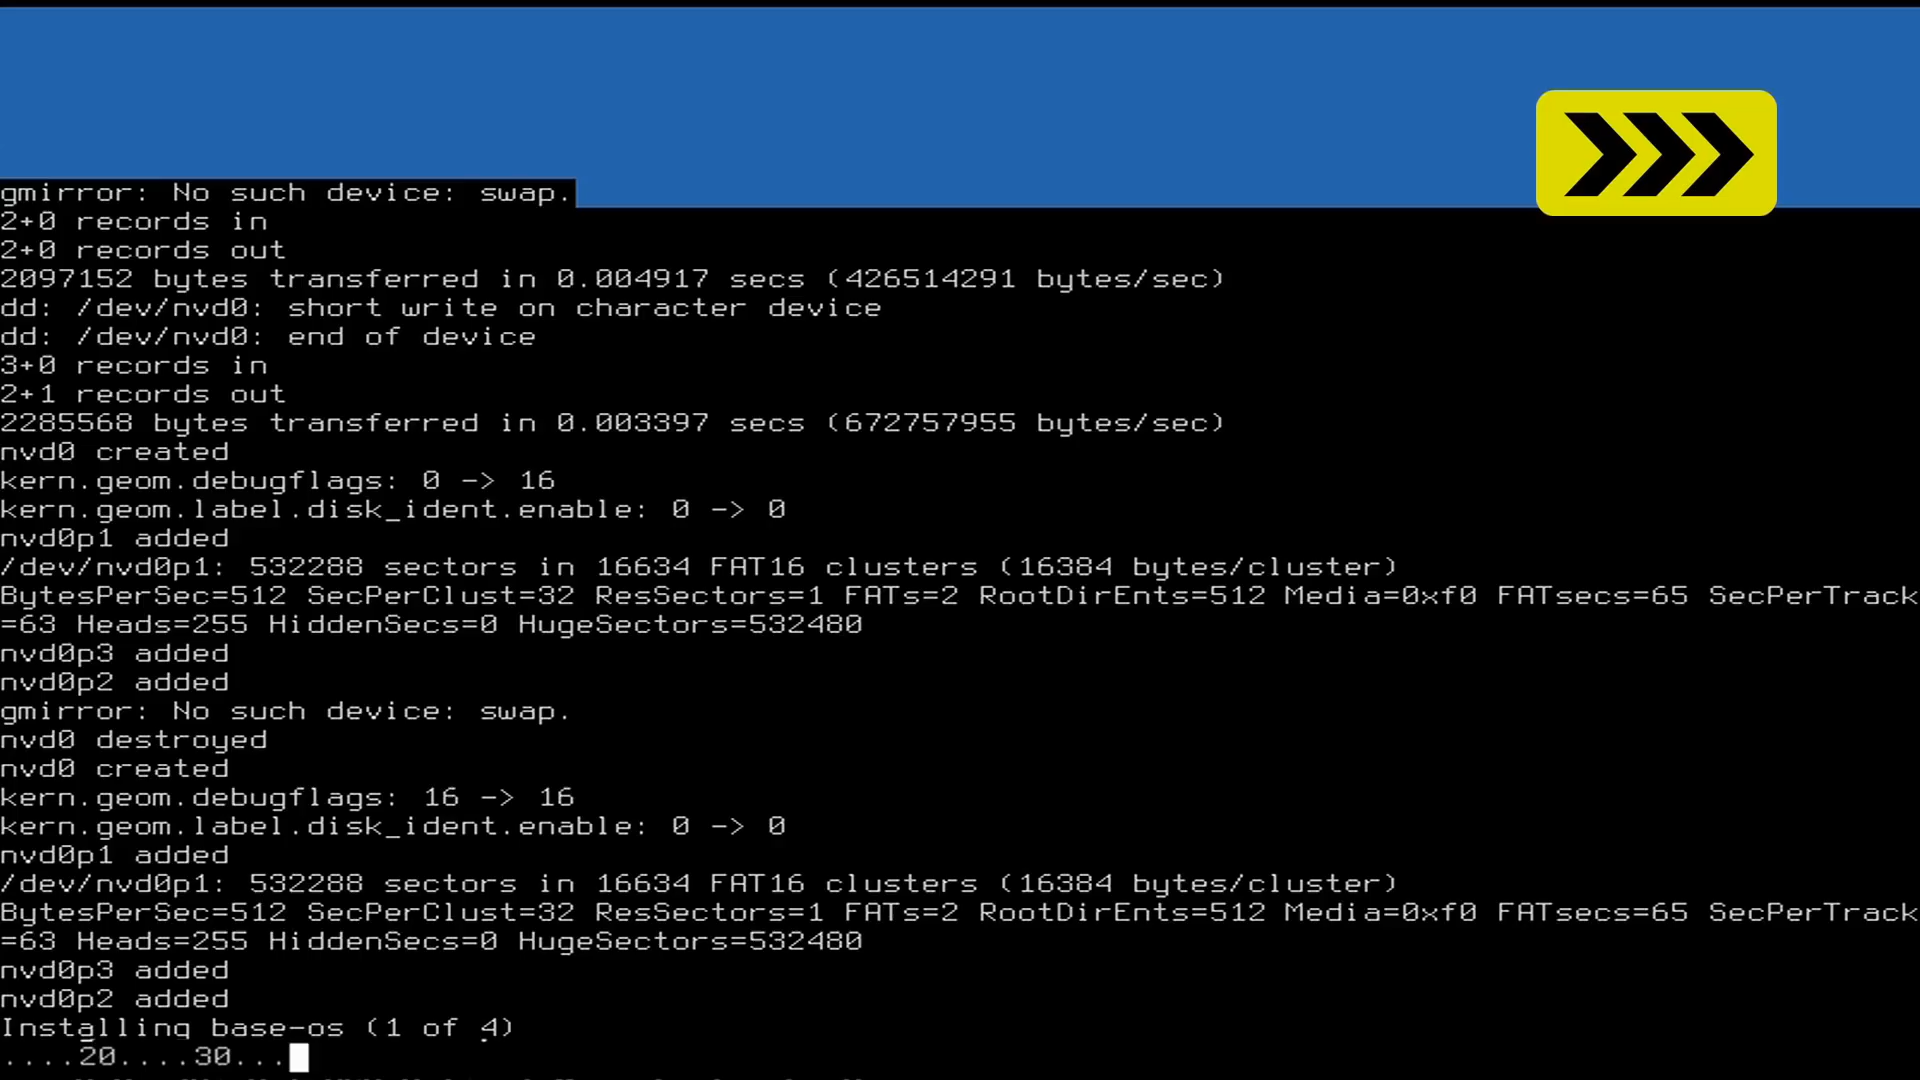 gmirror: No such device: swap.
2+0 records in
2+0 records out
2097152 bytes transferred in 0.004917 secs (426514291 bytes/sec)
dd: /dev/nvd0: short write on character device
dd: /dev/nvd0: end of device
3+0 records in
2+1 records out
2285568 bytes transferred in 0.003397 secs (672757955 bytes/sec)
nvd0 created
kern.geom.debugflags: 0 -> 16
kern.geom.label.disk_ident.enable: 0 -> 0
nvd0p1 added
/dev/nvd0p1: 532288 sectors in 16634 FAT16 clusters (16384 bytes/cluster)
BytesPerSec=512 SecPerClust=32 ResSectors=1 FATs=2 RootDirEnts=512 Media=0xf0 FATsecs=65 SecPerTrack
=63 Heads=255 HiddenSecs=0 HugeSectors=532480
nvd0p3 added
nvd0p2 added
gmirror: No such device: swap.
nvd0 destroyed
nvd0 created
kern.geom.debugflags: 16 -> 16
kern.geom.label.disk_ident.enable: 0 -> 0
nvd0p1 added
/dev/nvd0p1: 532288 sectors in 16634 FAT16 clusters (16384 bytes/cluster)
BytesPerSec=512 SecPerClust=32 ResSectors=1 FATs=2 RootDirEnts=512 Media=0xf0 FATsecs=65 SecPerTrack
=63 Heads=255 HiddenSecs=0 HugeSectors=532480
nvd0p3 added
nvd0p2 added
Installing base-os (1 of 4)
....20....30...